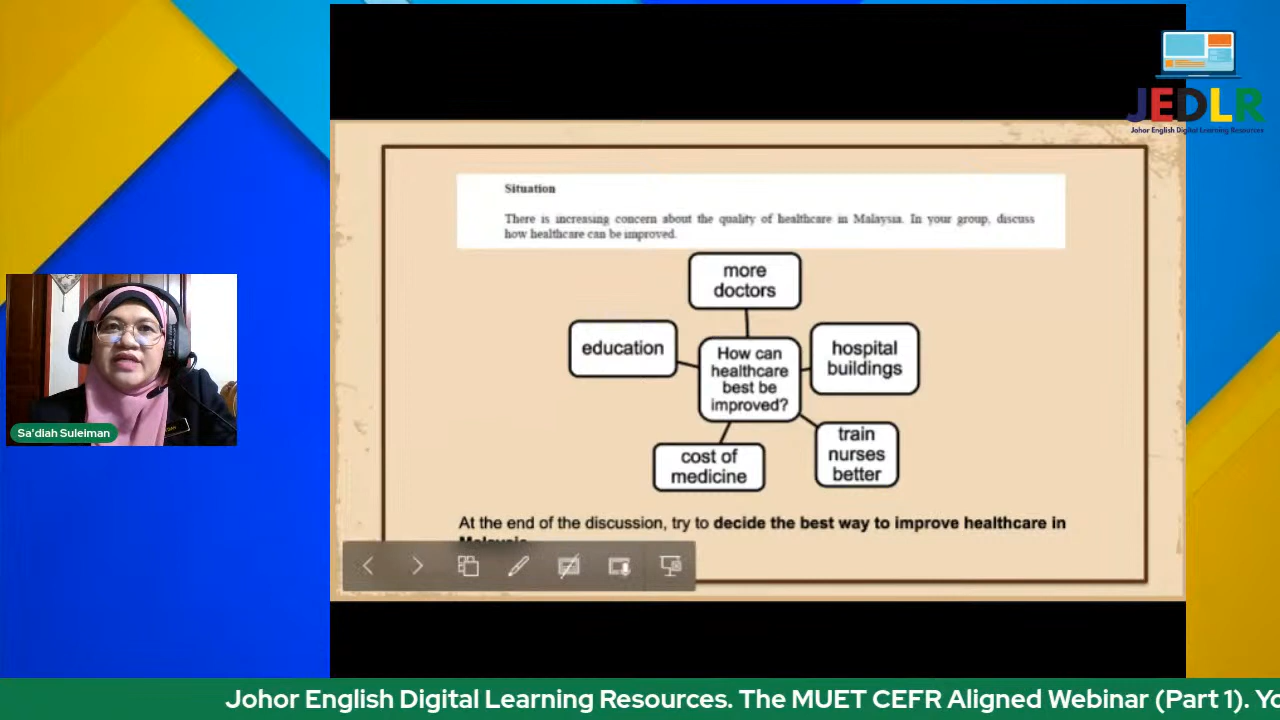 JEDLR
Johor English Digital Learning Resources
Situation
There is increasing concern about the quality of healthcare in Malaysia. In your group, discuss
how healthcare can be improved.
more
doctors
education
How can
healthcare
best be
improved?
hospital
buildings
train
nurses
better
cost of
medicine
At the end of the discussion, try to decide the best way to improve healthcare in
Malaysia
Sa'diah Suleiman
Johor English Digital Learning Resources. The MUET CEFR Aligned Webinar (Part 1). Yo